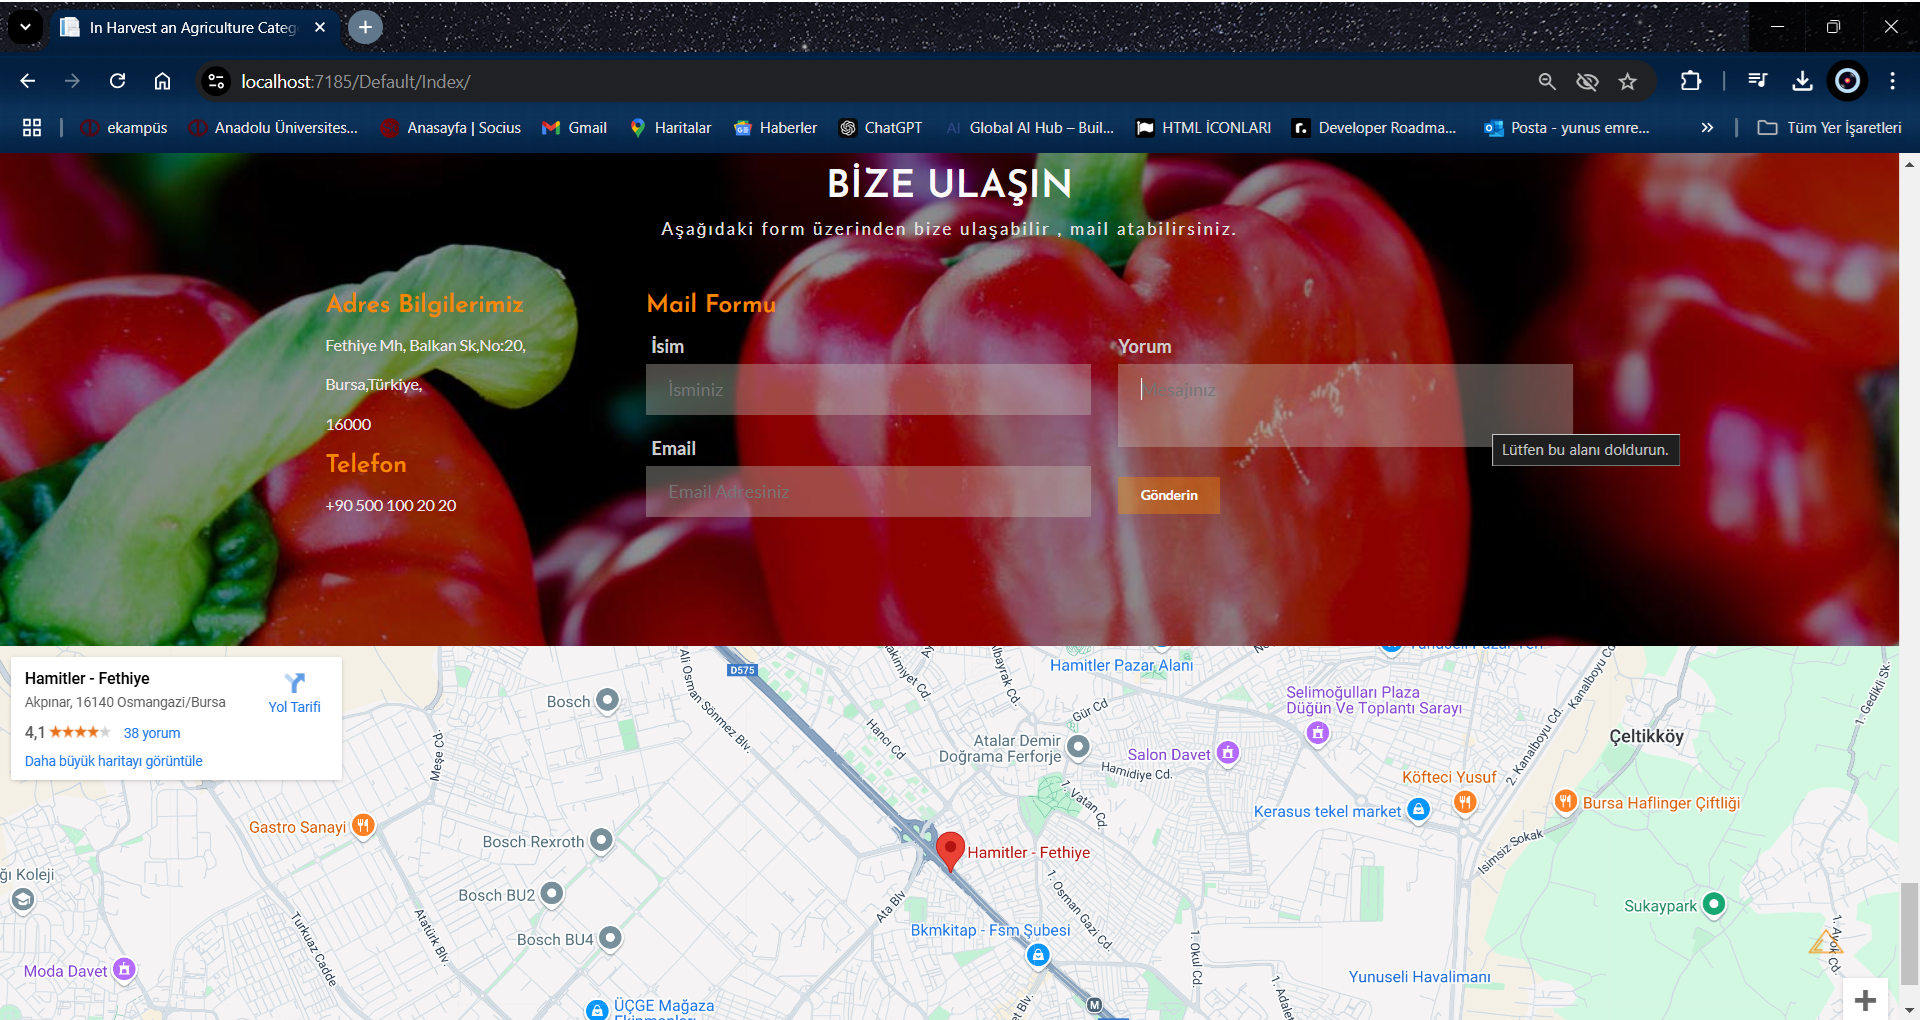 In Harvest an Agriculture Categ
localhost:7185/Default/Index/
ekampüs
Anadolu Üniversites...
Anasayfa | Socius
Gmail
Haritalar
Haberler
ChatGPT
AI Global AI Hub – Buil...
HTML İCONLARI
r. Developer Roadma...
Posta - yunus emre...
Tüm Yer İşaretleri
BİZE ULAŞIN
Aşağıdaki form üzerinden bize ulaşabilir , mail atabilirsiniz.
Adres Bilgilerimiz
Fethiye Mh, Balkan Sk,No:20,
Bursa,Türkiye,
16000
Telefon
+90 500 100 20 20
Mail Formu
İsim
İsminiz
Email
Email Adresiniz
Yorum
Mesajınız
Lütfen bu alanı doldurun.
Gönderin
Hamitler - Fethiye
Akpınar, 16140 Osmangazi/Bursa
4,1
38 yorum
Daha büyük haritayı görüntüle
Yol Tarifi
D575
Ali Osman Sönmez Blv.
Hamitler Pazar Alanı
Selimoğulları Plaza
Düğün Ve Toplantı Sarayı
Kanalboyu Cd.
1. Gedikli Sk.
Bosch
Gür Cd
Hancı Cd
Atalar Demir
Doğrama Ferforje
Salon Davet
Hamidiye Cd.
Çeltikköy
2. Kanalboyu Cd.
Meşe Cd.
Köfteci Yusuf
1. Vatan Cd.
Kerasus tekel market
Bursa Haflinger Çiftliği
Gastro Sanayi
Bosch Rexroth
Hamitler - Fethiye
Isimsiz Sokak
ğı Koleji
Bosch BU2
Ata Blv
1. Osman Gazi Cd.
Sukaypark
Turkuaz Cadde
Atatürk Blv.
Bosch BU4
Bkmkitap - Fsm Şubesi
1. Okul Cd.
Moda Davet
Yunuseli Havalimanı
ÜÇGE Mağaza
M